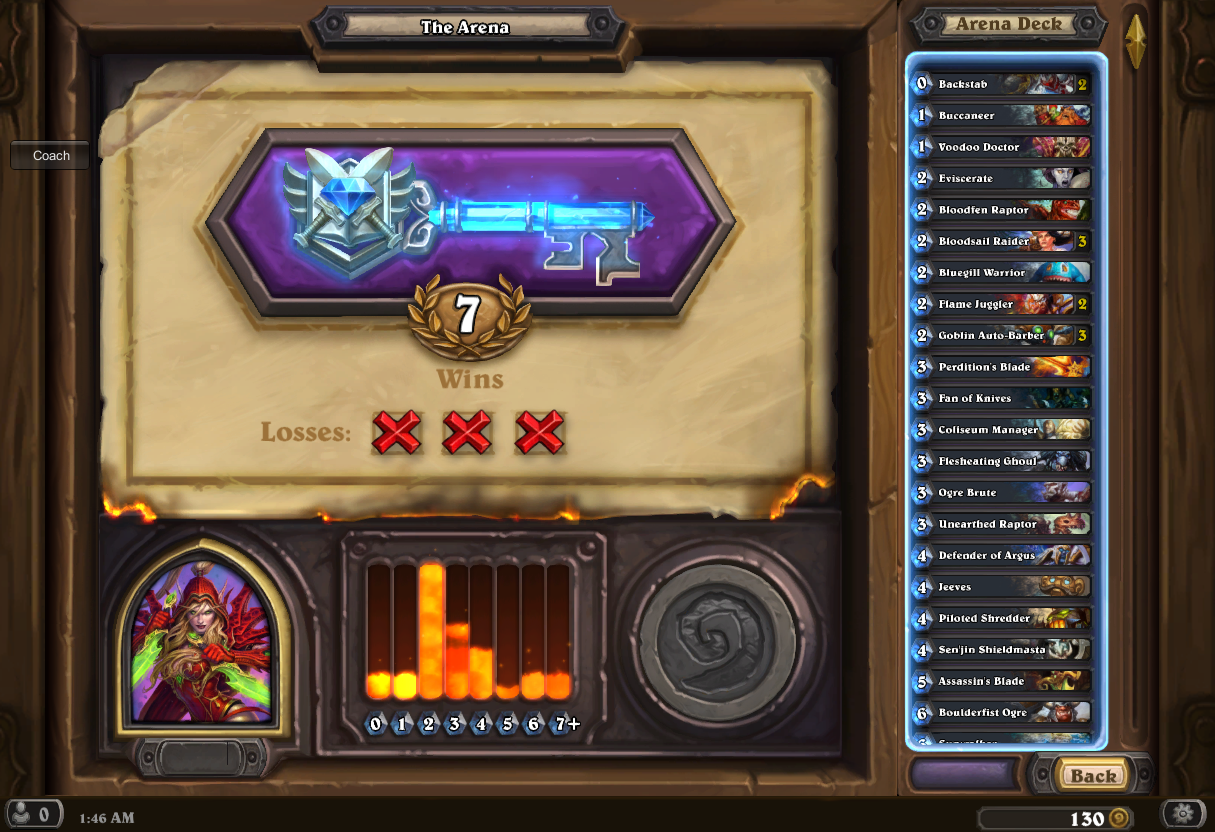 The Arena
Arena Deck
Coach
7
Wins
Losses:
0 1 2 3 4 5 6 7+
0 Backstab 2
1 Buccaneer
1 Voodoo Doctor
2 Eviscerate
2 Bloodfen Raptor
2 Bloodsail Raider 3
2 Bluegill Warrior
2 Flame Juggler 2
2 Goblin Auto-Barber 3
3 Perdition's Blade
3 Fan of Knives
3 Coliseum Manager
3 Flesheating Ghoul
3 Ogre Brute
3 Unearthed Raptor
4 Defender of Argus
4 Jeeves
4 Piloted Shredder
4 Sen'jin Shieldmasta
5 Assassin's Blade
6 Boulderfist Ogre
Back
0
1:46 AM
130